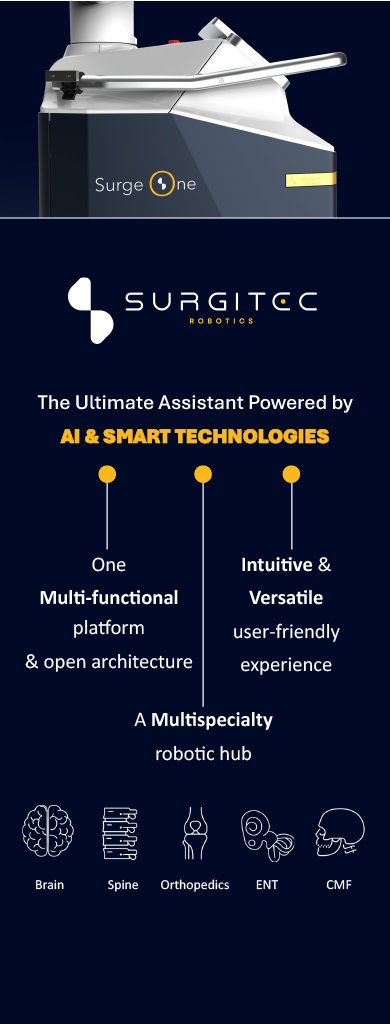 Surge One
SURGITEC
ROBOTICS
The Ultimate Assistant Powered by
AI & SMART TECHNOLOGIES
One
Multi-functional
platform
& open architecture
Intuitive &
Versatile
user-friendly
experience
A Multispecialty
robotic hub
Brain
Spine
Orthopedics
ENT
CMF